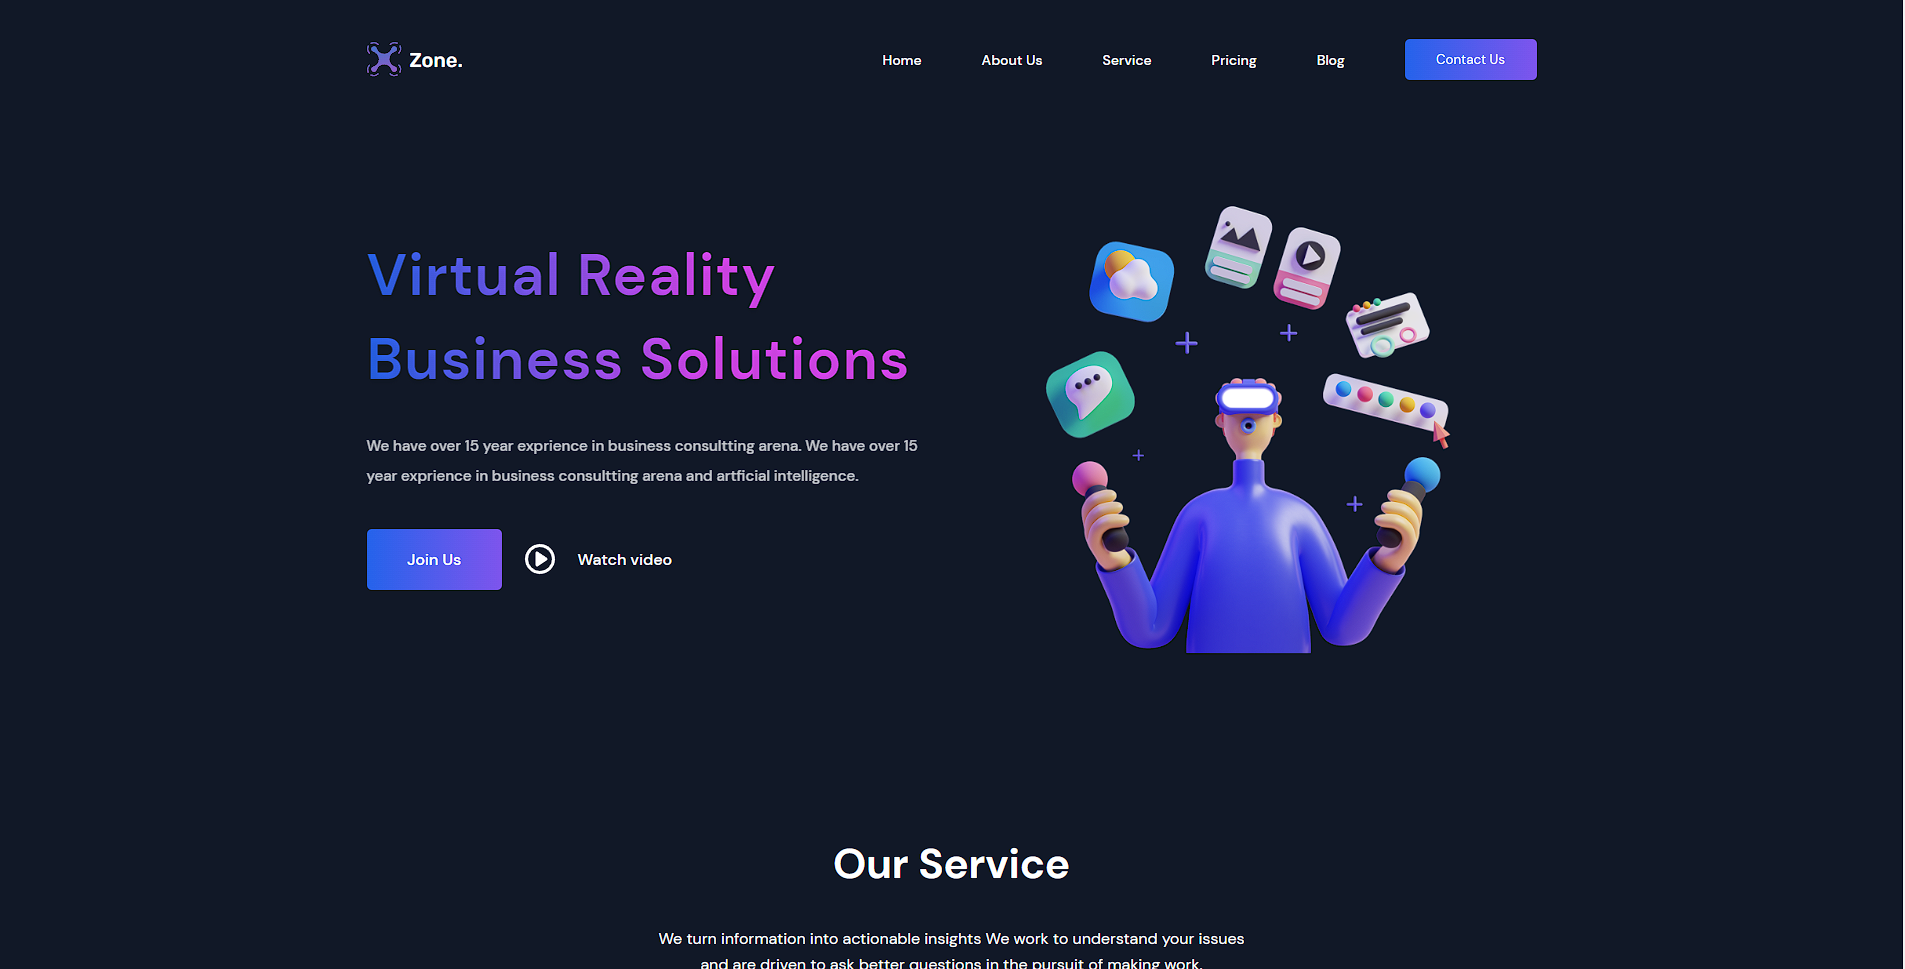 Zone.
Home
About Us
Service
Pricing
Blog
Contact Us
Virtual Reality
Business Solutions
We have over 15 year exprience in business consultting arena. We have over 15
year exprience in business consultting arena and artficial intelligence.
Join Us
Watch video
Our Service
We turn information into actionable insights We work to understand your issues
and are driven to ask better questions in the pursuit of making work.